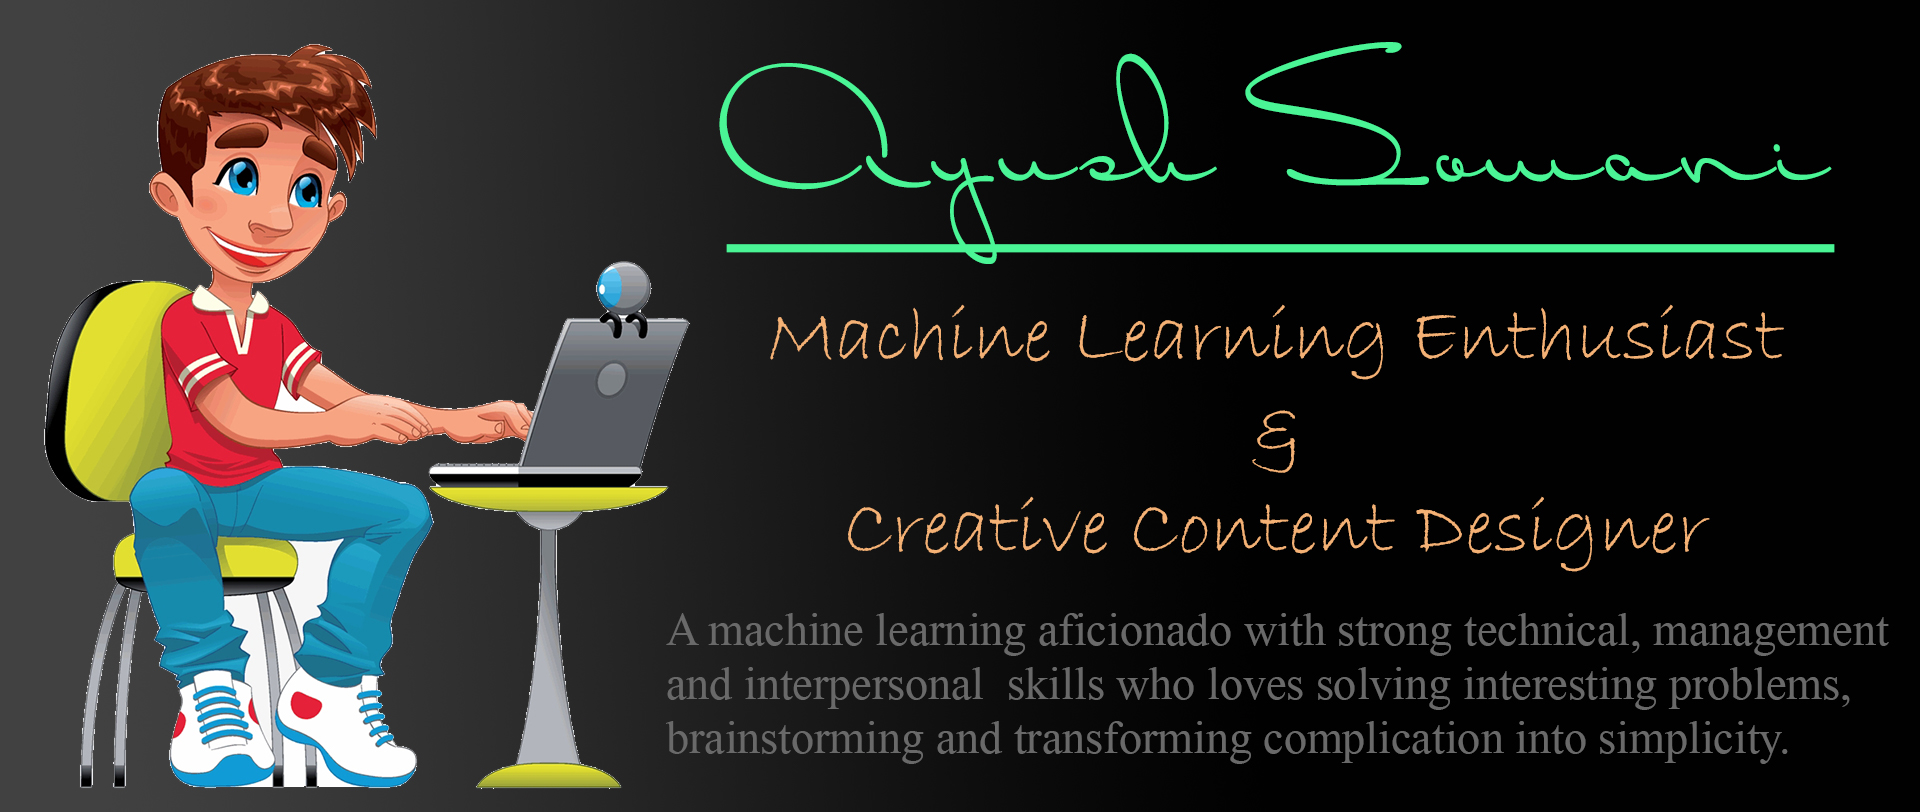 Ayush Somani
Machine Learning Enthusiast
&
Creative Content Designer
A machine learning aficionado with strong technical, management
and interpersonal  skills who loves solving interesting problems,
brainstorming and transforming complication into simplicity.